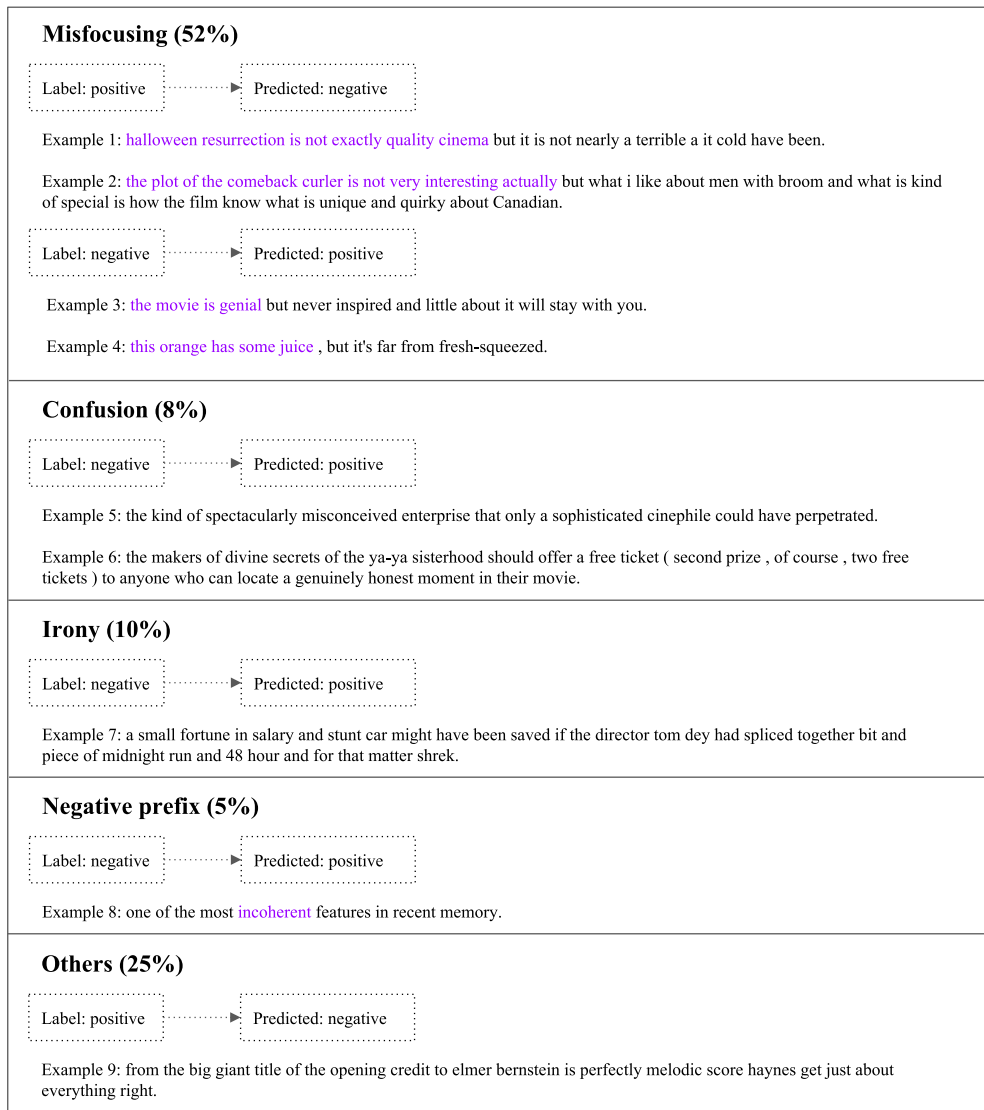 Misfocusing (52%)
Label: positive
Predicted: negative
Example 1: halloween resurrection is not exactly quality cinema but it is not nearly a terrible a it cold have been.
Example 2: the plot of the comeback curler is not very interesting actually but what i like about men with broom and what is kind
of special is how the film know what is unique and quirky about Canadian.
Label: negative
Predicted: positive
Example 3: the movie is genial but never inspired and little about it will stay with you.
Example 4: this orange has some juice , but it's far from fresh-squeezed.
Confusion (8%)
Label: negative
Predicted: positive
Example 5: the kind of spectacularly misconceived enterprise that only a sophisticated cinephile could have perpetrated.
Example 6: the makers of divine secrets of the ya-ya sisterhood should offer a free ticket ( second prize , of course , two free
tickets ) to anyone who can locate a genuinely honest moment in their movie.
Irony (10%)
Label: negative
Predicted: positive
Example 7: a small fortune in salary and stunt car might have been saved if the director tom dey had spliced together bit and
piece of midnight run and 48 hour and for that matter shrek.
Negative prefix (5%)
Label: negative
Predicted: positive
Example 8: one of the most incoherent features in recent memory.
Others (25%)
Label: positive
Predicted: negative
Example 9: from the big giant title of the opening credit to elmer bernstein is perfectly melodic score haynes get just about
everything right.